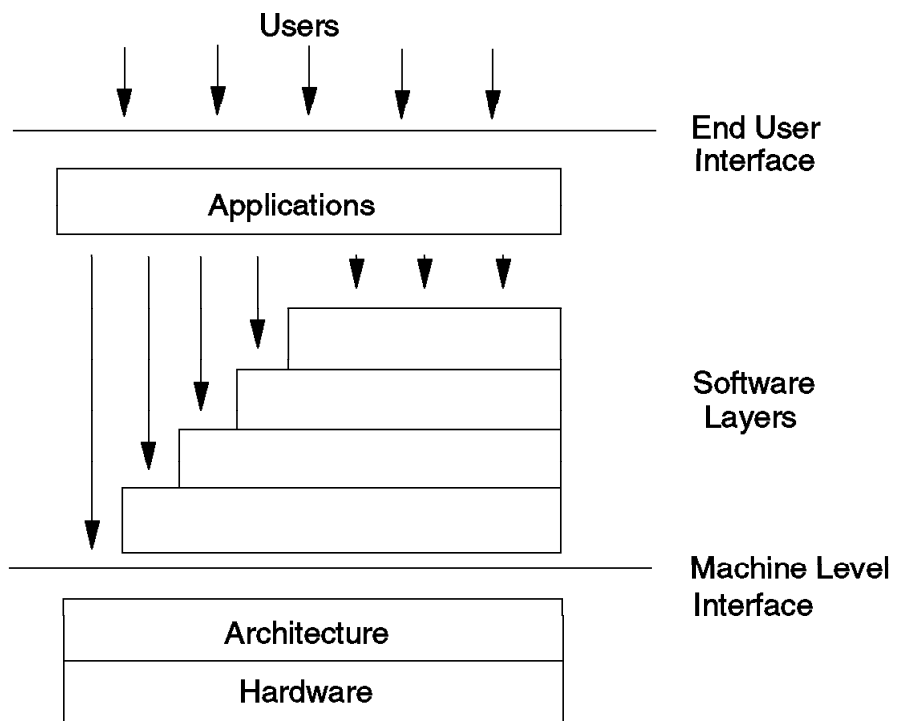 Users
End User
Interface
Applications
Software
Layers
Machine Level
Interface
Architecture
Hardware